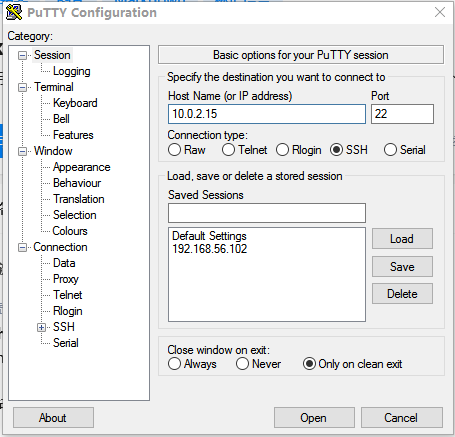 PuTTY Configuration
Category:
Session
Logging
Terminal
Keyboard
Bell
Features
Window
Appearance
Behaviour
Translation
Selection
Colours
Connection
Data
Proxy
Telnet
Rlogin
SSH
Serial
Basic options for your PuTTY session
Specify the destination you want to connect to
Host Name (or IP address) Port
10.0.2.15 22
Connection type:
Raw Telnet Rlogin SSH Serial
Load, save or delete a stored session
Saved Sessions
Default Settings
192.168.56.102
Load
Save
Delete
Close window on exit:
Always Never Only on clean exit
About Open Cancel